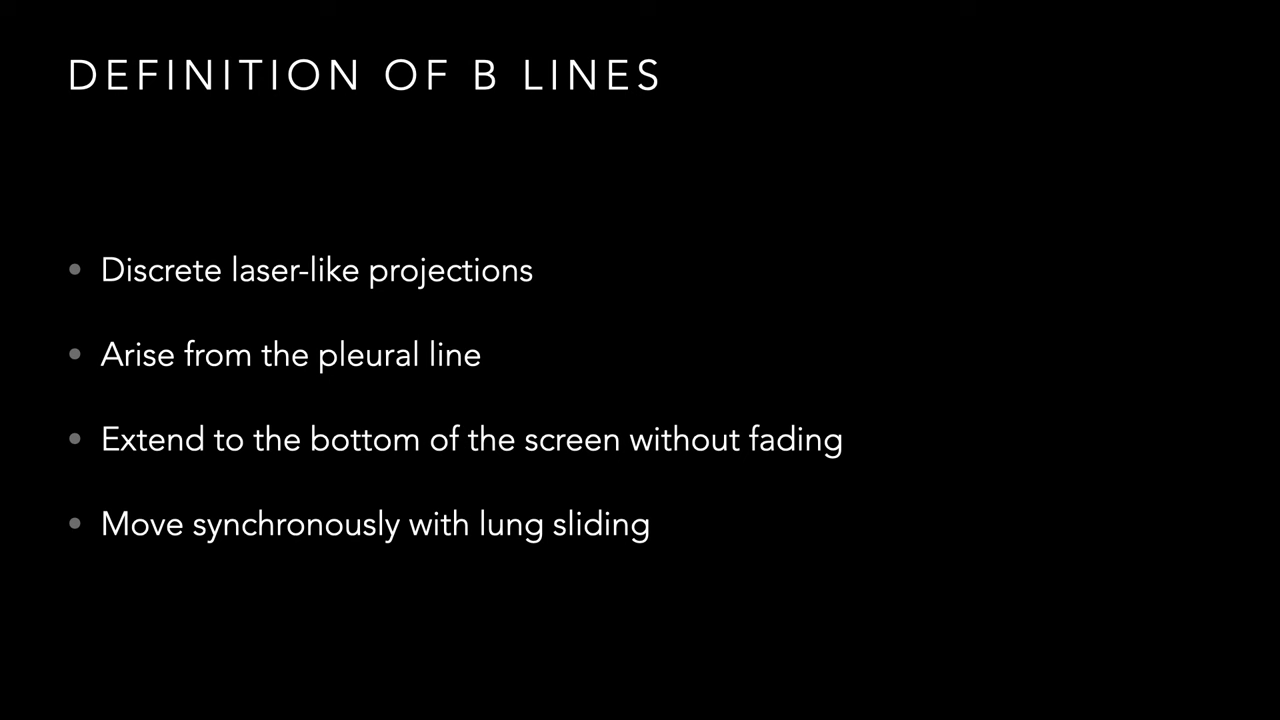 DEFINITION OF B LINES
• Discrete laser-like projections
• Arise from the pleural line
• Extend to the bottom of the screen without fading
• Move synchronously with lung sliding